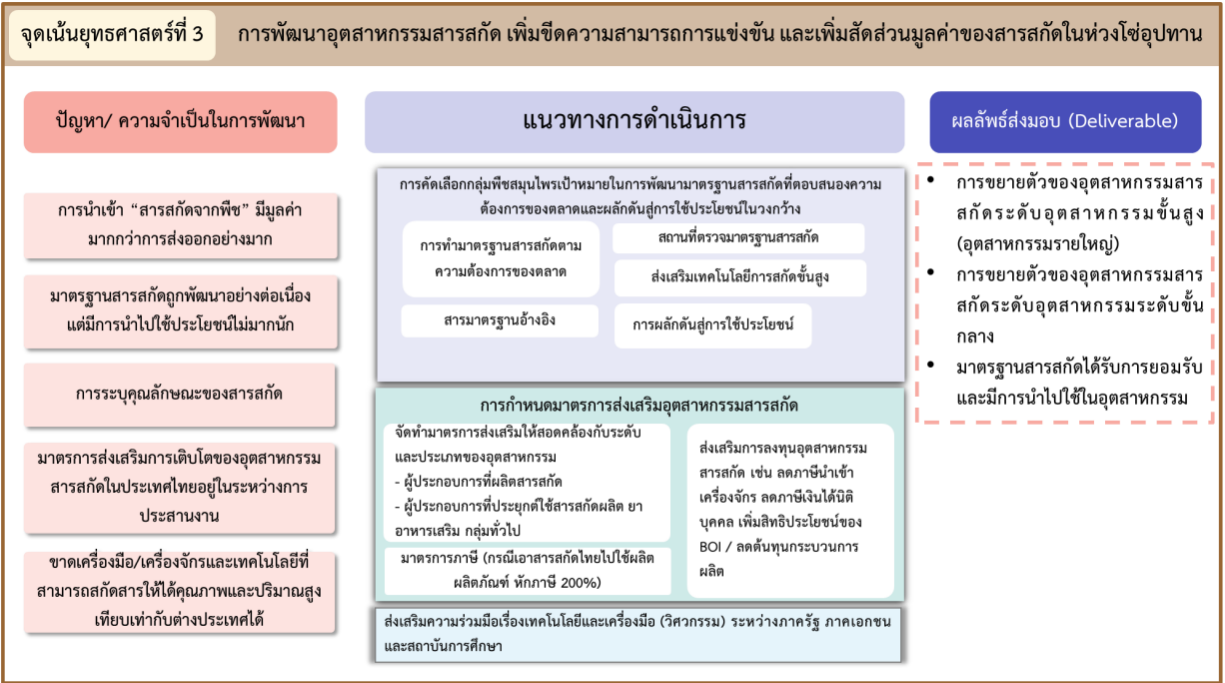 จุดเน้นยุทธศาสตร์ที่ 3
การพัฒนาอุตสาหกรรมสารสกัด เพิ่มขีดความสามารถการแข่งขัน และเพิ่มสัดส่วนมูลค่าของสารสกัดในห่วงโซ่อุปทาน
ปัญหา/ ความจำเป็นในการพัฒนา
การนำเข้า “สารสกัดจากพืช” มีมูลค่า
มากกว่าการส่งออกอย่างมาก
มาตรฐานสารสกัดถูกพัฒนาอย่างต่อเนื่อง
แต่มีการนำไปใช้ประโยชน์ไม่มากนัก
การระบุคุณลักษณะของสารสกัด
มาตรการส่งเสริมการเติบโตของอุตสาหกรรม
สารสกัดในประเทศไทยอยู่ในระหว่างการ
ประสานงาน
ขาดเครื่องมือ/เครื่องจักรและเทคโนโลยีที่
สามารถสกัดสารให้ได้คุณภาพและปริมาณสูง
เทียบเท่ากับต่างประเทศได้
แนวทางการดำเนินการ
การคัดเลือกกลุ่มพืชสมุนไพรเป้าหมายในการพัฒนามาตรฐานสารสกัดที่ตอบสนองความ
ต้องการของตลาดและผลักดันสู่การใช้ประโยชน์ในวงกว้าง
การทำมาตรฐานสารสกัดตาม
ความต้องการของตลาด
สารมาตรฐานอ้างอิง
สถานที่ตรวจมาตรฐานสารสกัด
ส่งเสริมเทคโนโลยีการสกัดขั้นสูง
การผลักดันสู่การใช้ประโยชน์
การกำหนดมาตรการส่งเสริมอุตสาหกรรมสารสกัด
จัดทำมาตรการส่งเสริมให้สอดคล้องกับระดับ
และประเภทของอุตสาหกรรม
- ผู้ประกอบการที่ผลิตสารสกัด
- ผู้ประกอบการที่ประยุกต์ใช้สารสกัดผลิต ยา
อาหารเสริม กลุ่มทั่วไป
มาตรการภาษี (กรณีเอาสารสกัดไทยไปใช้ผลิต
ผลิตภัณฑ์ หักภาษี 200%)
ส่งเสริมการลงทุนอุตสาหกรรม
สารสกัด เช่น ลดภาษีนำเข้า
เครื่องจักร ลดภาษีเงินได้นิติ
บุคคล เพิ่มสิทธิประโยชน์ของ
BOI / ลดต้นทุนกระบวนการ
ผลิต
ส่งเสริมความร่วมมือเรื่องเทคโนโลยีและเครื่องมือ (วิศวกรรม) ระหว่างภาครัฐ ภาคเอกชน
และสถาบันการศึกษา
ผลลัพธ์ส่งมอบ (Deliverable)
• การขยายตัวของอุตสาหกรรมสาร
สกัดระดับอุตสาหกรรมขั้นสูง
(อุตสาหกรรมรายใหญ่)
• การขยายตัวของอุตสาหกรรมสาร
สกัดระดับอุตสาหกรรมระดับขั้น
กลาง
• มาตรฐานสารสกัดได้รับการยอมรับ
และมีการนำไปใช้ในอุตสาหกรรม